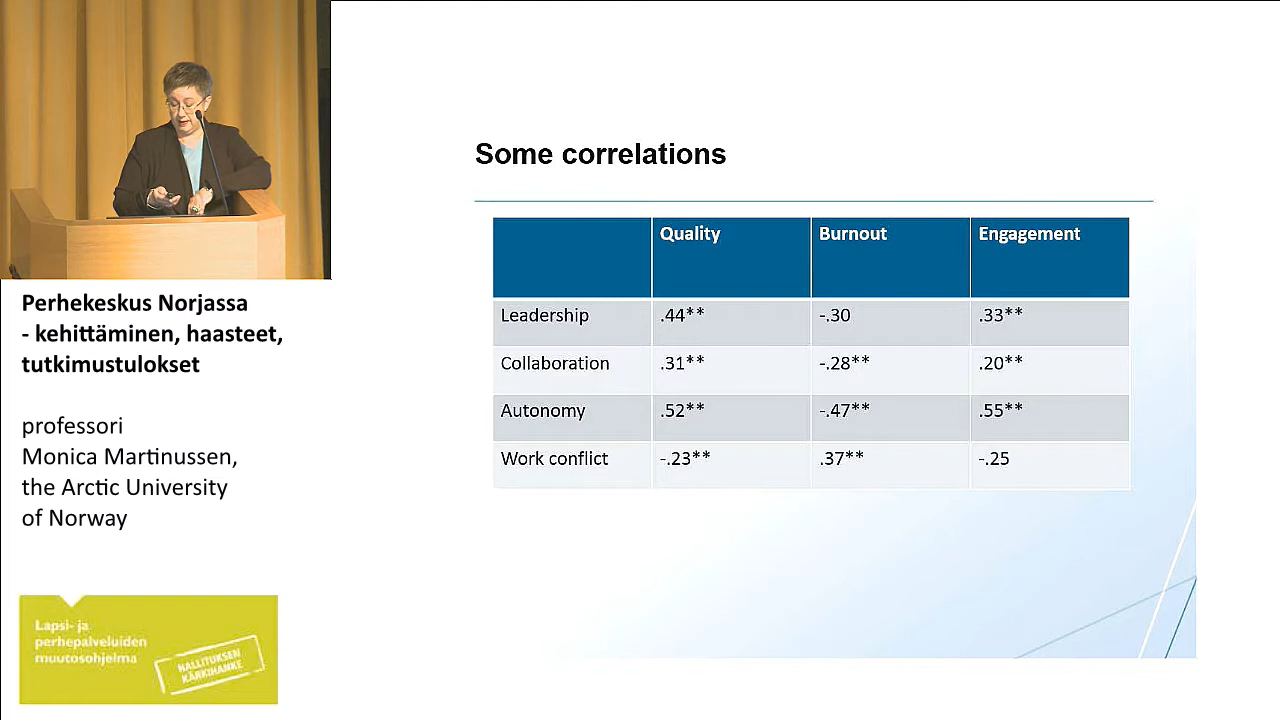 Some correlations
Quality Burnout Engagement
Leadership .44** -.30 .33**
Collaboration .31** -.28** .20**
Autonomy .52** -.47** .55**
Work conflict -.23** .37** -.25
Perhekeskus Norjassa
- kehittäminen, haasteet,
tutkimustulokset
professori
Monica Martinussen,
the Arctic University
of Norway
Lapsi- ja
perhepalveluiden
muutosohjelma
HALLITUKSEN
KÄRKIHANKE